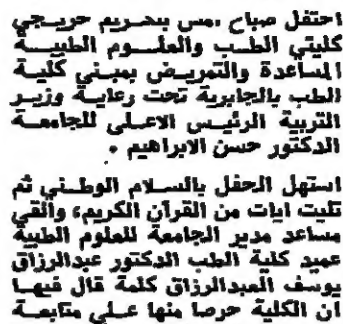 احتفل صباح امس بتكريم خريجي
كليتي الطب والعلوم الطبية
المساعدة والتمريض بمبنى كلية
الطب بالجابرية تحت رعاية وزير
التربية الرئيس الاعلى للجامعة
الدكتور حسن الابراهيم .
استهل الحفل بالسلام الوطني ثم
تليت ايات من القرآن الكريم، وألقى
مساعد مدير الجامعة للعلوم الطبية
عميد كلية الطب الدكتور عبدالرزاق
يوسف العبدالرزاق كلمة قال فيها
ان الكلية حرصا منها على متابعة